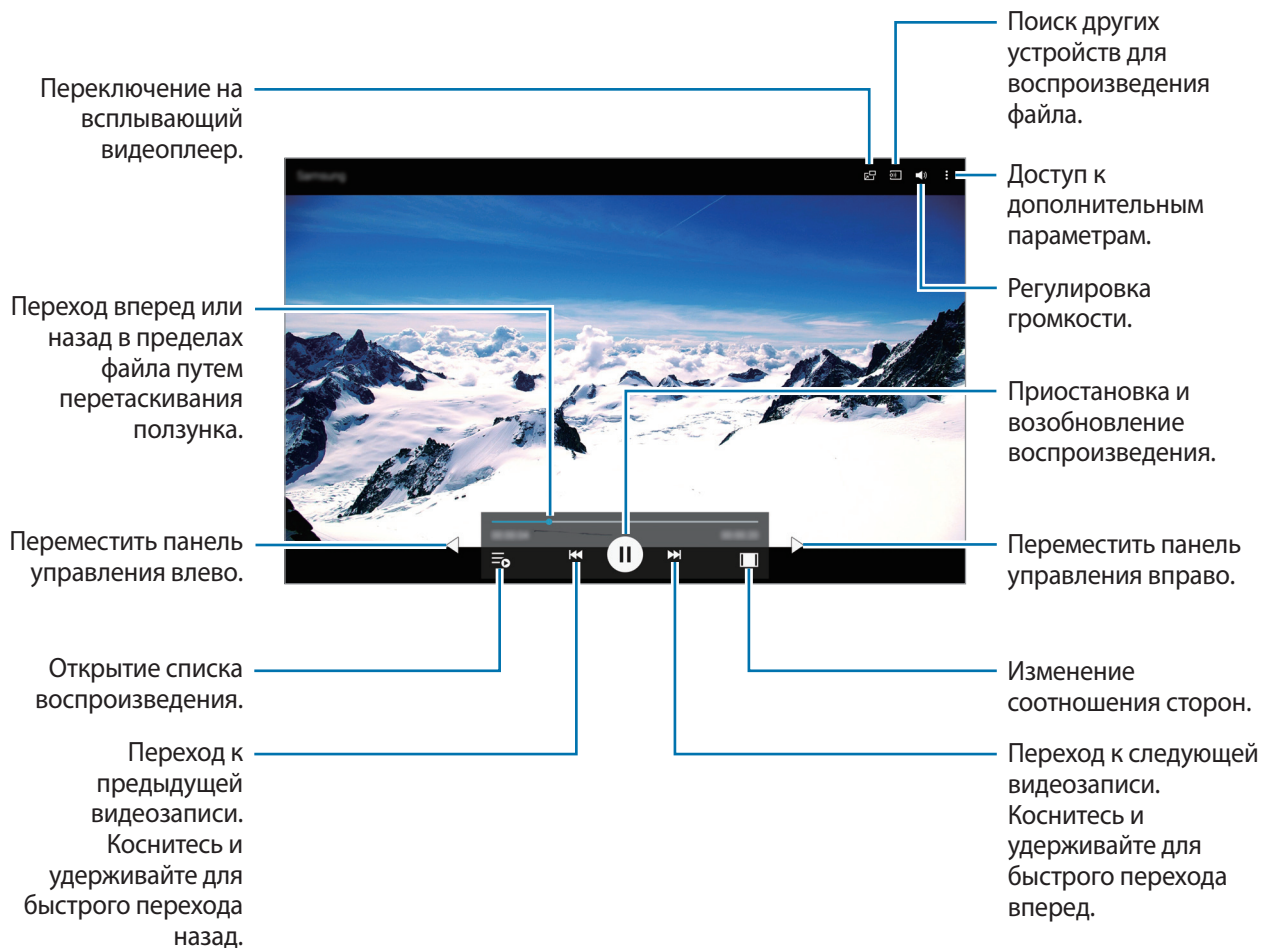 Поиск других
устройств для
воспроизведения
файла.
Переключение на
всплывающий
видеоплеер.
Samsung
Доступ к
дополнительным
параметрам.
Регулировка
громкости.
Переход вперед или
назад в пределах
файла путем
перетаскивания
ползунка.
Приостановка и
возобновление
воспроизведения.
Переместить панель
управления влево.
Переместить панель
управления вправо.
Открытие списка
воспроизведения.
Изменение
соотношения сторон.
Переход к
предыдущей
видеозаписи.
Коснитесь и
удерживайте для
быстрого перехода
назад.
Переход к следующей
видеозаписи.
Коснитесь и
удерживайте для
быстрого перехода
вперед.